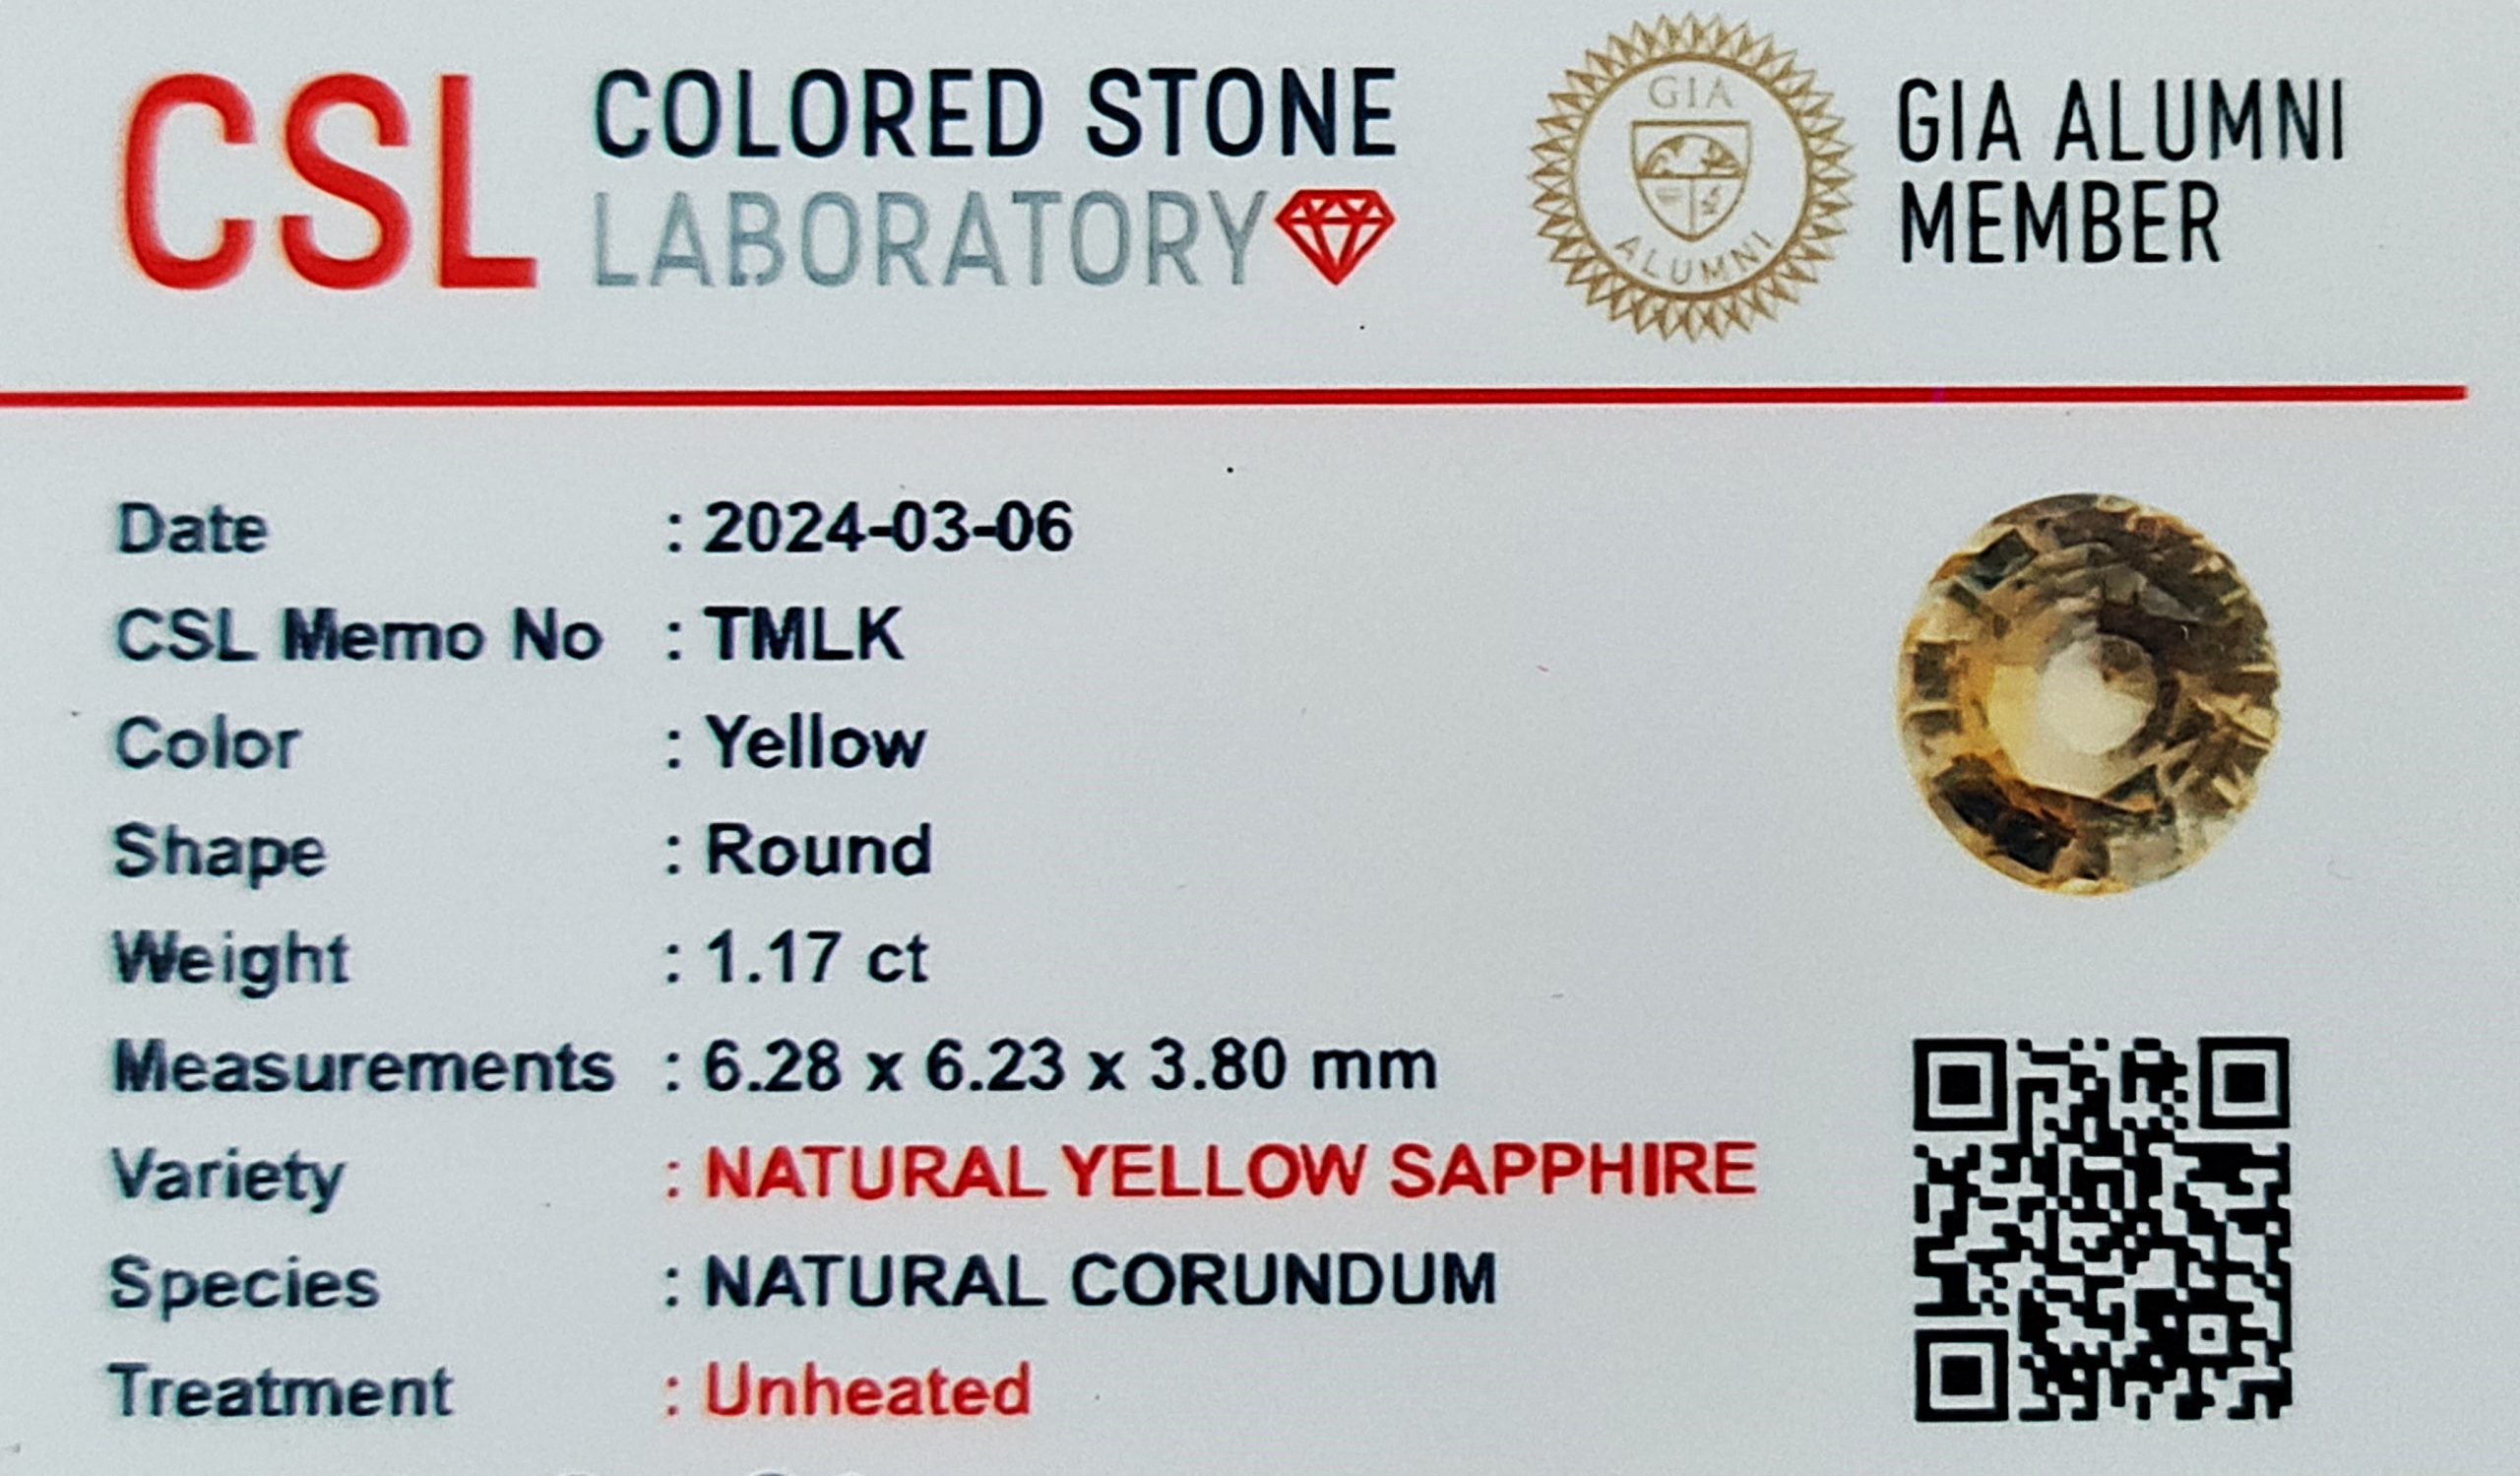 CSL
COLORED STONE
LABORATORY
GIA
ALUMNI
GIA ALUMNI
MEMBER
Date : 2024-03-06
CSL Memo No : TMLK
Color : Yellow
Shape : Round
Weight : 1.17 ct
Measurements : 6.28 x 6.23 x 3.80 mm
Variety : NATURAL YELLOW SAPPHIRE
Species : NATURAL CORUNDUM
Treatment : Unheated